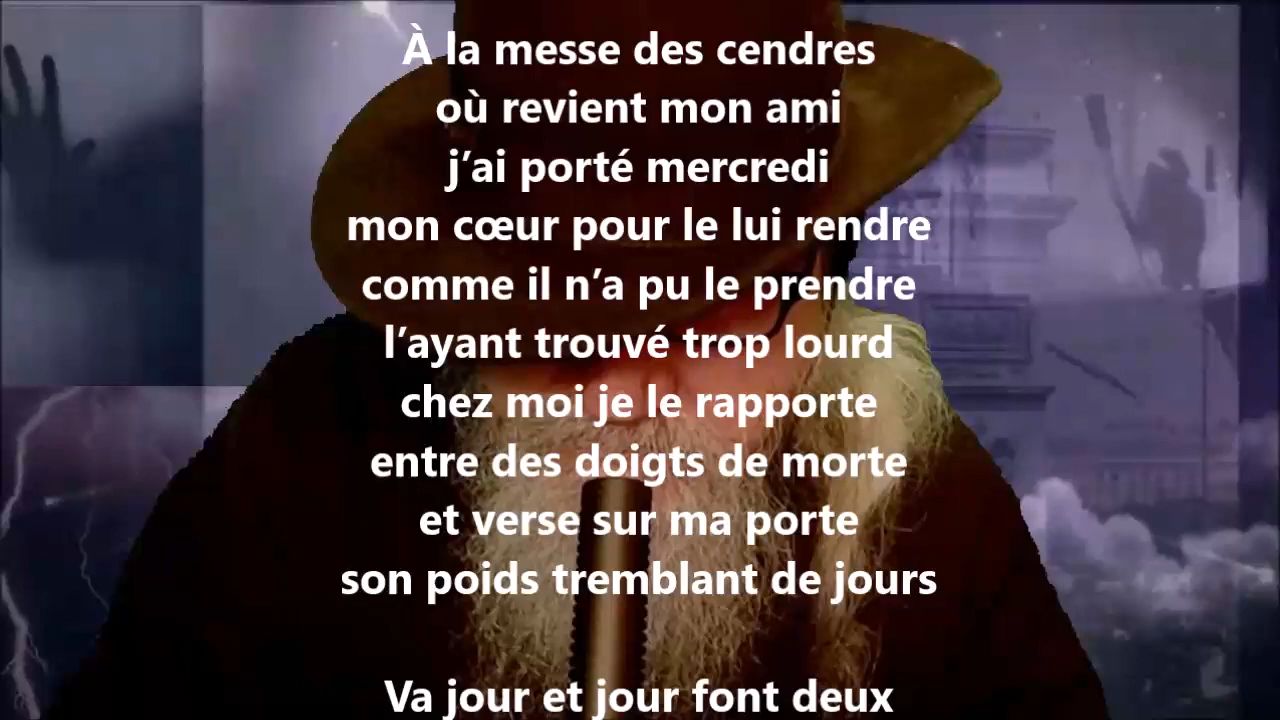 À la messe des cendres
où revient mon ami
j’ai porté mercredi
mon cœur pour le lui rendre
comme il n’a pu le prendre
l’ayant trouvé trop lourd
chez moi je le rapporte
entre des doigts de morte
et verse sur ma porte
son poids tremblant de jours
Va jour et jour font deux